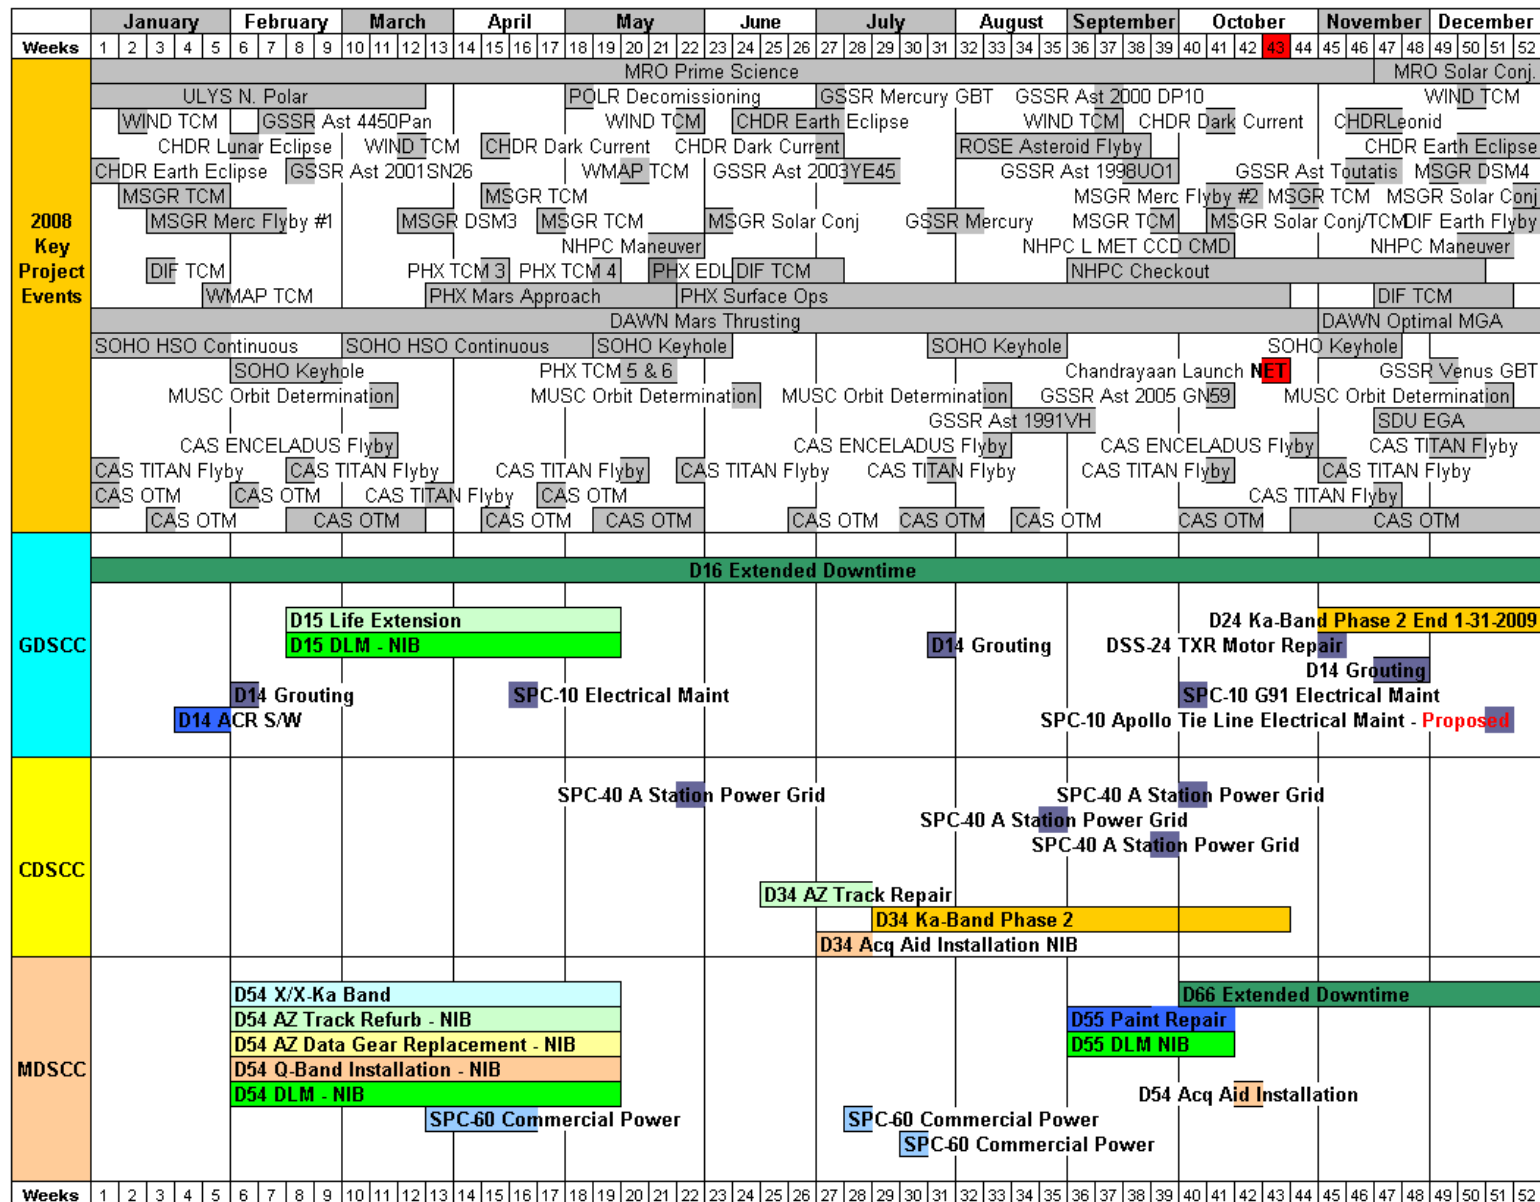 January February March April May June July August September October November December
Weeks 1 2 3 4 5 6 7 8 9 10 11 12 13 14 15 16 17 18 19 20 21 22 23 24 25 26 27 28 29 30 31 32 33 34 35 36 37 38 39 40 41 42 43 44 45 46 47 48 49 50 51 52
2008 Key Project Events
MRO Prime Science MRO Solar Conj.
ULYS N. Polar POLR Decomissioning GSSR Mercury GBT GSSR Ast 2000 DP10 WIND TCM
WIND TCM GSSR Ast 4450Pan WIND TCM CHDR Earth Eclipse WIND TCM CHDR Dark Current CHDRLeonid
CHDR Lunar Eclipse WIND TCM CHDR Dark Current CHDR Dark Current ROSE Asteroid Flyby CHDR Earth Eclipse
CHDR Earth Eclipse GSSR Ast 2001SN26 WMAP TCM GSSR Ast 2003YE45 GSSR Ast 1998UO1 GSSR Ast Toutatis MSGR DSM4
MSGR TCM MSGR TCM MSGR Merc Flyby #2 MSGR TCM MSGR Solar Conj
MSGR Merc Flyby #1 MSGR DSM3 MSGR TCM MSGR Solar Conj GSSR Mercury MSGR TCM MSGR Solar Conj/TCM DIF Earth Flyby
NHPC Maneuver NHPC L MET CCD CMD NHPC Maneuver
DIF TCM PHX TCM 3 PHX TCM 4 PHX EDL DIF TCM NHPC Checkout
WMAP TCM PHX Mars Approach PHX Surface Ops DIF TCM
DAWN Mars Thrusting DAWN Optimal MGA
SOHO HSO Continuous SOHO HSO Continuous SOHO Keyhole SOHO Keyhole SOHO Keyhole
SOHO Keyhole PHX TCM 5 & 6 Chandrayaan Launch NET GSSR Venus GBT
MUSC Orbit Determination MUSC Orbit Determination MUSC Orbit Determination GSSR Ast 2005 GN59 MUSC Orbit Determination
GSSR Ast 1991VH SDU EGA
CAS ENCELADUS Flyby CAS ENCELADUS Flyby CAS ENCELADUS Flyby CAS TITAN Flyby
CAS TITAN Flyby CAS TITAN Flyby CAS TITAN Flyby CAS TITAN Flyby CAS TITAN Flyby CAS TITAN Flyby CAS TITAN Flyby
CAS OTM CAS OTM CAS TITAN Flyby CAS OTM CAS TITAN Flyby
CAS OTM CAS OTM CAS OTM CAS OTM CAS OTM CAS OTM CAS OTM CAS OTM CAS OTM
GDSCC
D16 Extended Downtime
D15 Life Extension D24 Ka-Band Phase 2 End 1-31-2009
D15 DLM - NIB D14 Grouting DSS-24 TXR Motor Repair
D14 Grouting
D14 Grouting SPC-10 Electrical Maint SPC-10 G91 Electrical Maint
D14 ACR S/W SPC-10 Apollo Tie Line Electrical Maint - Proposed
CDSCC
SPC-40 A Station Power Grid SPC-40 A Station Power Grid
SPC-40 A Station Power Grid
SPC-40 A Station Power Grid
D34 AZ Track Repair
D34 Ka-Band Phase 2
D34 Acq Aid Installation NIB
MDSCC
D54 X/X-Ka Band D66 Extended Downtime
D54 AZ Track Refurb - NIB D55 Paint Repair
D54 AZ Data Gear Replacement - NIB D55 DLM NIB
D54 Q-Band Installation - NIB
D54 DLM - NIB D54 Acq Aid Installation
SPC-60 Commercial Power SPC-60 Commercial Power
SPC-60 Commercial Power
Weeks 1 2 3 4 5 6 7 8 9 10 11 12 13 14 15 16 17 18 19 20 21 22 23 24 25 26 27 28 29 30 31 32 33 34 35 36 37 38 39 40 41 42 43 44 45 46 47 48 49 50 51 52